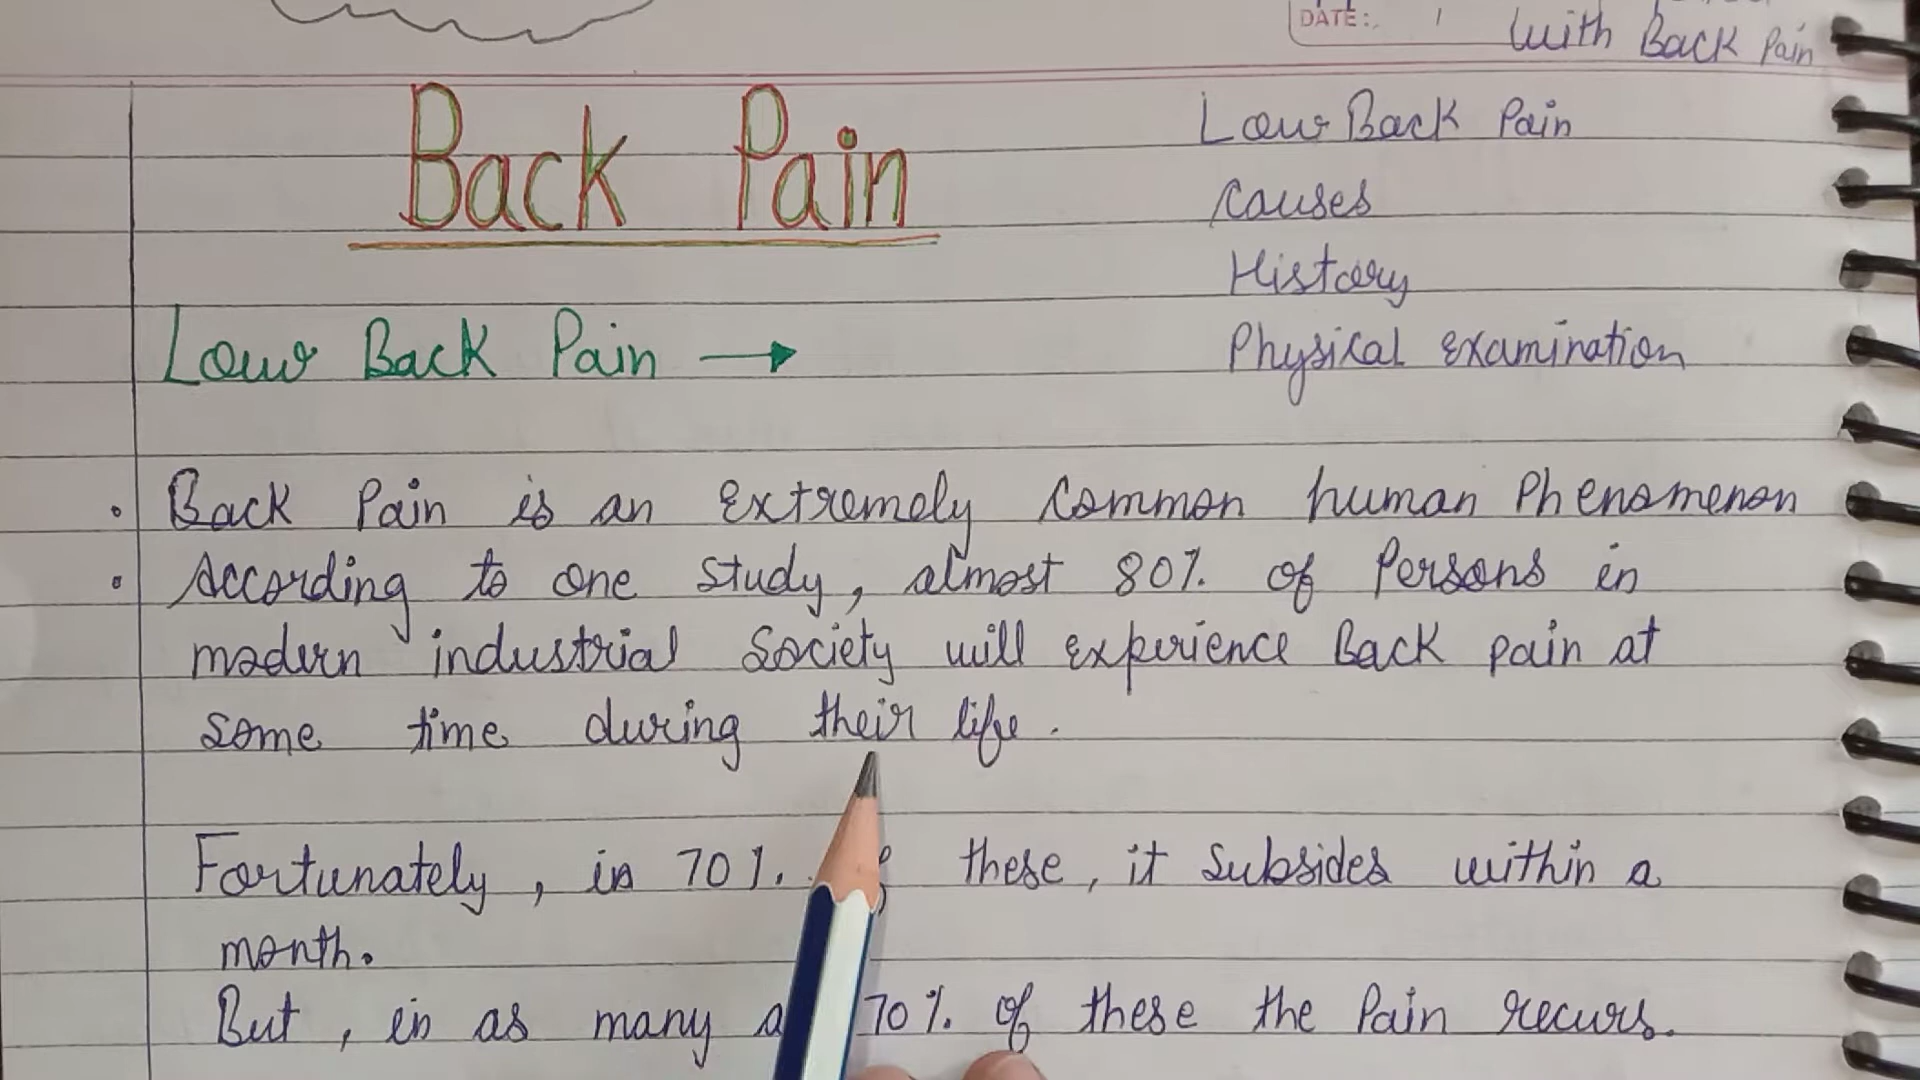 DATE:
with Back Pain
Back Pain
Low Back Pain
Causes
History
Physical Examination
Low Back Pain →
• Back Pain is an extremely common human Phenomenon
• According to one study, almost 80% of Persons in
modern industrial Society will experience Back pain at
some time during their life.
Fortunately, in 70% these, it Subsides within a
month.
But, in as many 70% of these the Pain recurs.